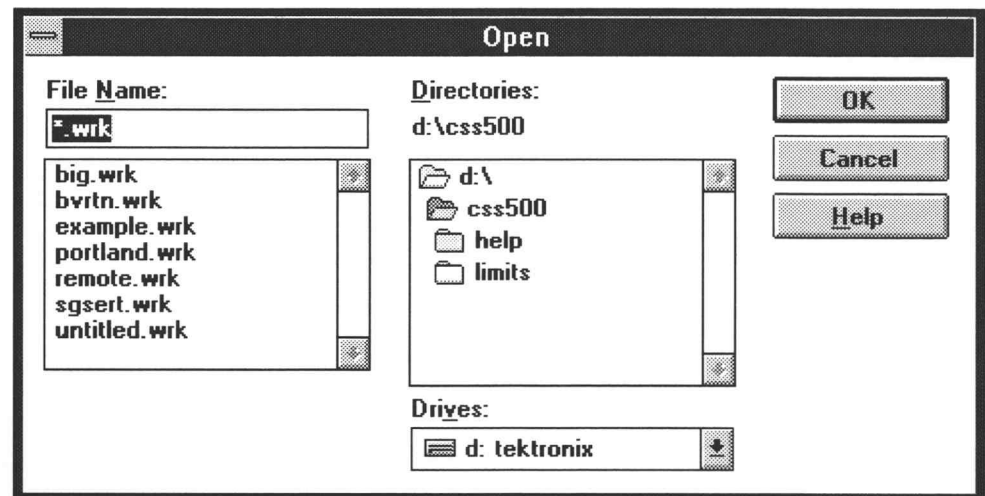 Open
File Name:
*.wrk
big.wrk
bvrtn.wrk
example.wrk
portland.wrk
remote.wrk
sgsert.wrk
untitled.wrk
Directories:
d:\css500
d:\
css500
help
limits
Drives:
d: tektronix
OK
Cancel
Help